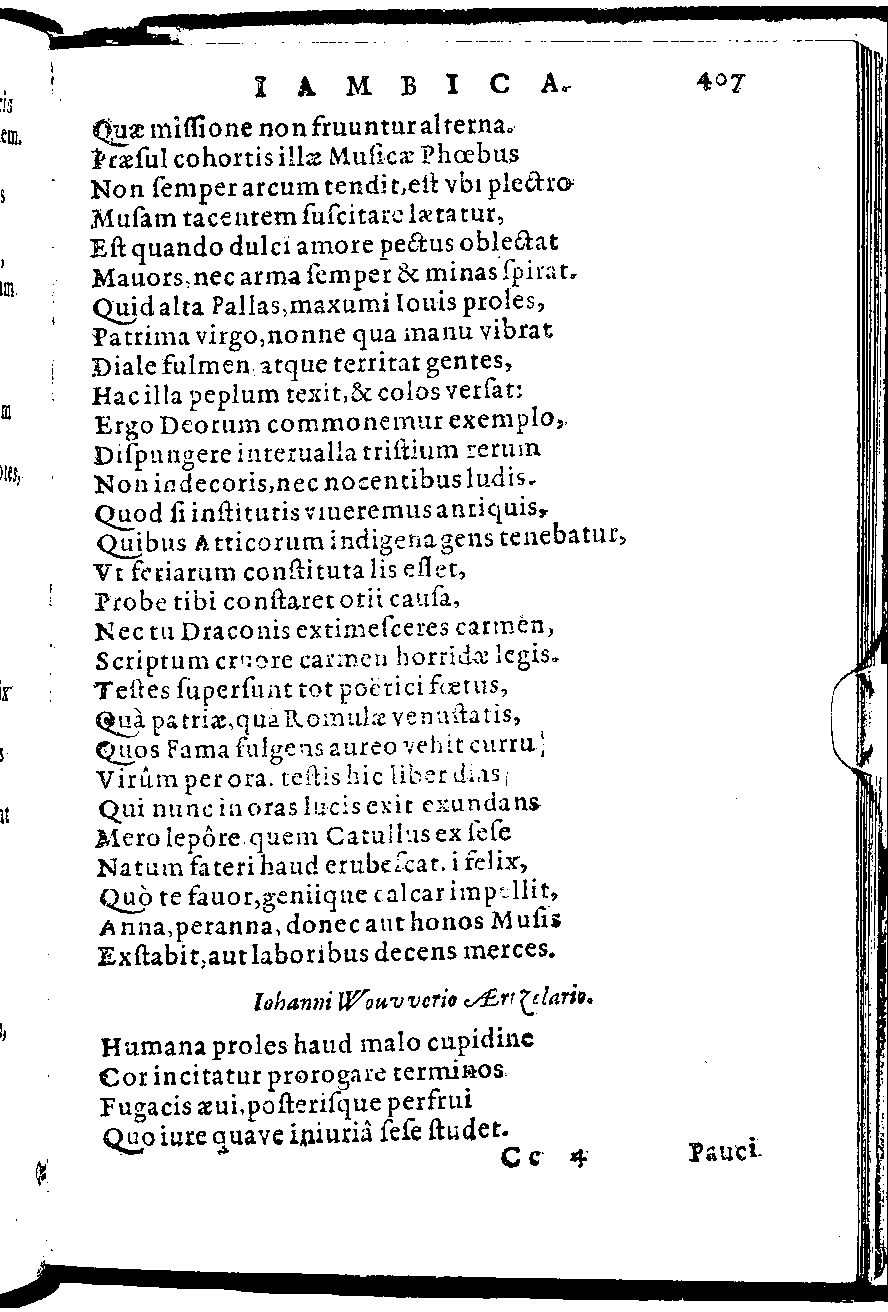 IAMBICA. 407
Quæ miſſione non fruuntur alterna.
Præſul cohortis illæ Muſicæ Phœbus
Non ſemper arcum tendit, eſt vbi plectro
Muſam tacentem ſuſcitare lætatur,
Eſt quando dulci amore pectus oblectat
Mauors, nec arma ſemper & minas ſpirat.
Quid alta Pallas, maxumi Iouis proles,
Patrima virgo, nonne qua manu vibrat
Diale fulmen, atque territat gentes,
Hac illa peplum texit, & colos verſat:
Ergo Deorum commonemur exemplo,
Diſpungere interualla triſtium rerum
Non indecoris, nec nocentibus ludis.
Quod ſi inſtitutis viueremus antiquis,
Quibus Atticorum indigena gens tenebatur,
Vt feriarum conſtituta lis eſſet,
Probe tibi conſtaret otii cauſa,
Nec tu Draconis extimeſceres carmen,
Scriptum cruore carmen horridæ legis.
Teſtes ſuperſunt tot poëtici fœtus,
Quà patriæ, qua Romulæ venuſtatis,
Quos Fama fulgens aureo vehit curru
Virûm per ora. teſtis hic liber dias,
Qui nunc in oras lucis exit exundans
Mero lepôre quem Catullus ex ſeſe
Natum fateri haud erubeſcat. i felix,
Quò te fauor, geniique calcar impellit,
Anna, peranna, donec aut honos Muſis
Exſtabit, aut laboribus decens merces.
Iohanni Wouvverio Ærtzelario.
Humana proles haud malo cupidine
Cor incitatur prorogare terminos
Fugacis æui, poſteriſque perfrui
Quo iure quave iniuriâ ſeſe ſtudet.
Cc 4 Pauci